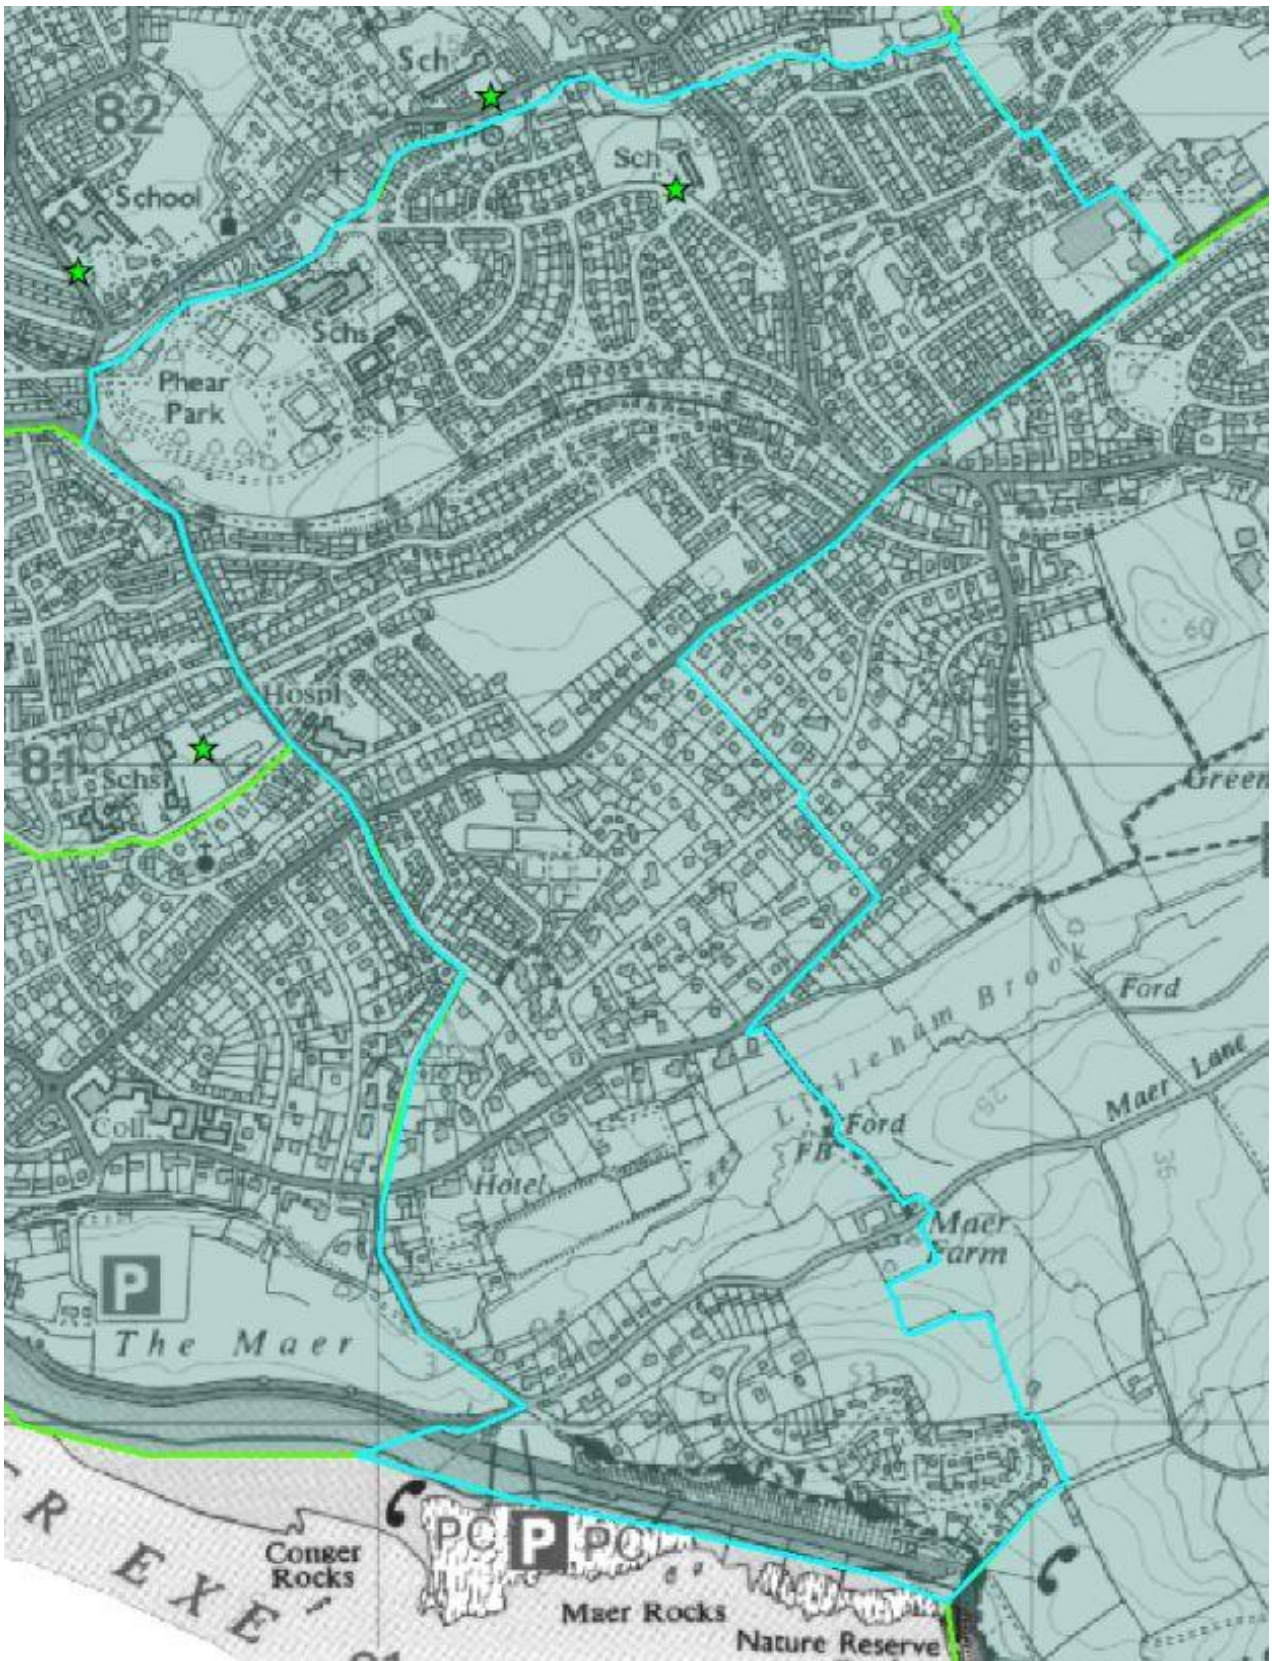 Sch
82
Sch
School
Schs
Phear
Park
Hospl
81
Schs
60
Green
Littleham Brook
Ford
Maer Lane
Coll
Ford
FB
Hotel
Maer
Farm
P
The Maer
R EXE
PC P PC
Conger
Rocks
Maer Rocks
Nature Reserve